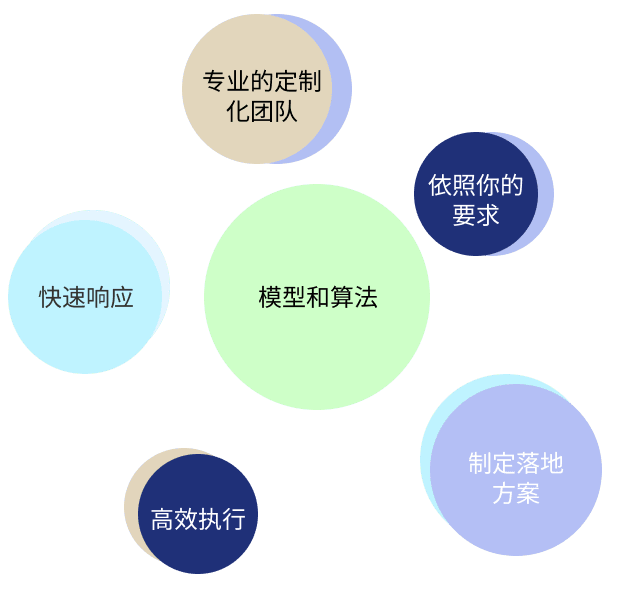 专业的定制
化团队
依照你的
要求
快速响应
模型和算法
制定落地
方案
高效执行